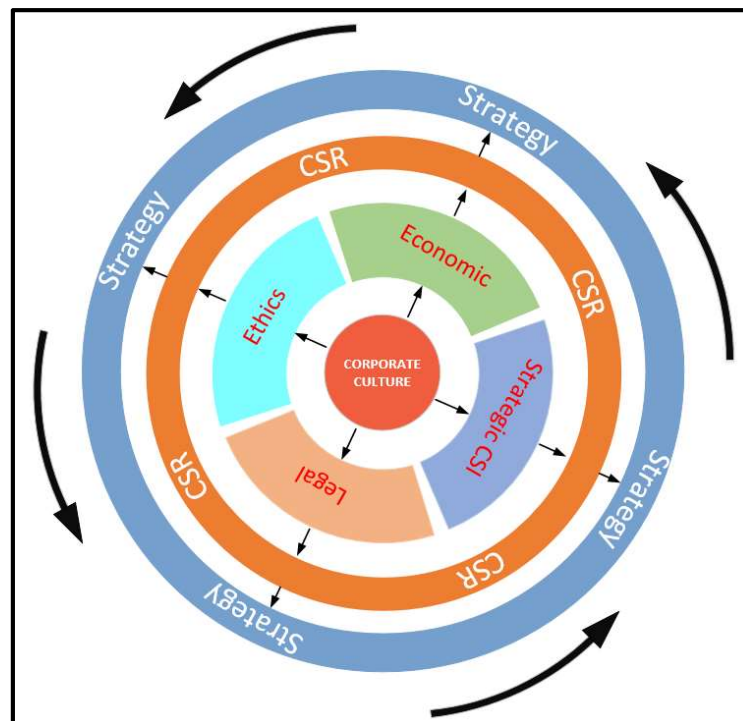 Strategy
CSR
Strategy
Economic
CSR
Ethics
CORPORATE
CULTURE
Strategic CSI
Legal
CSR
Strategy
CSR
Strategy